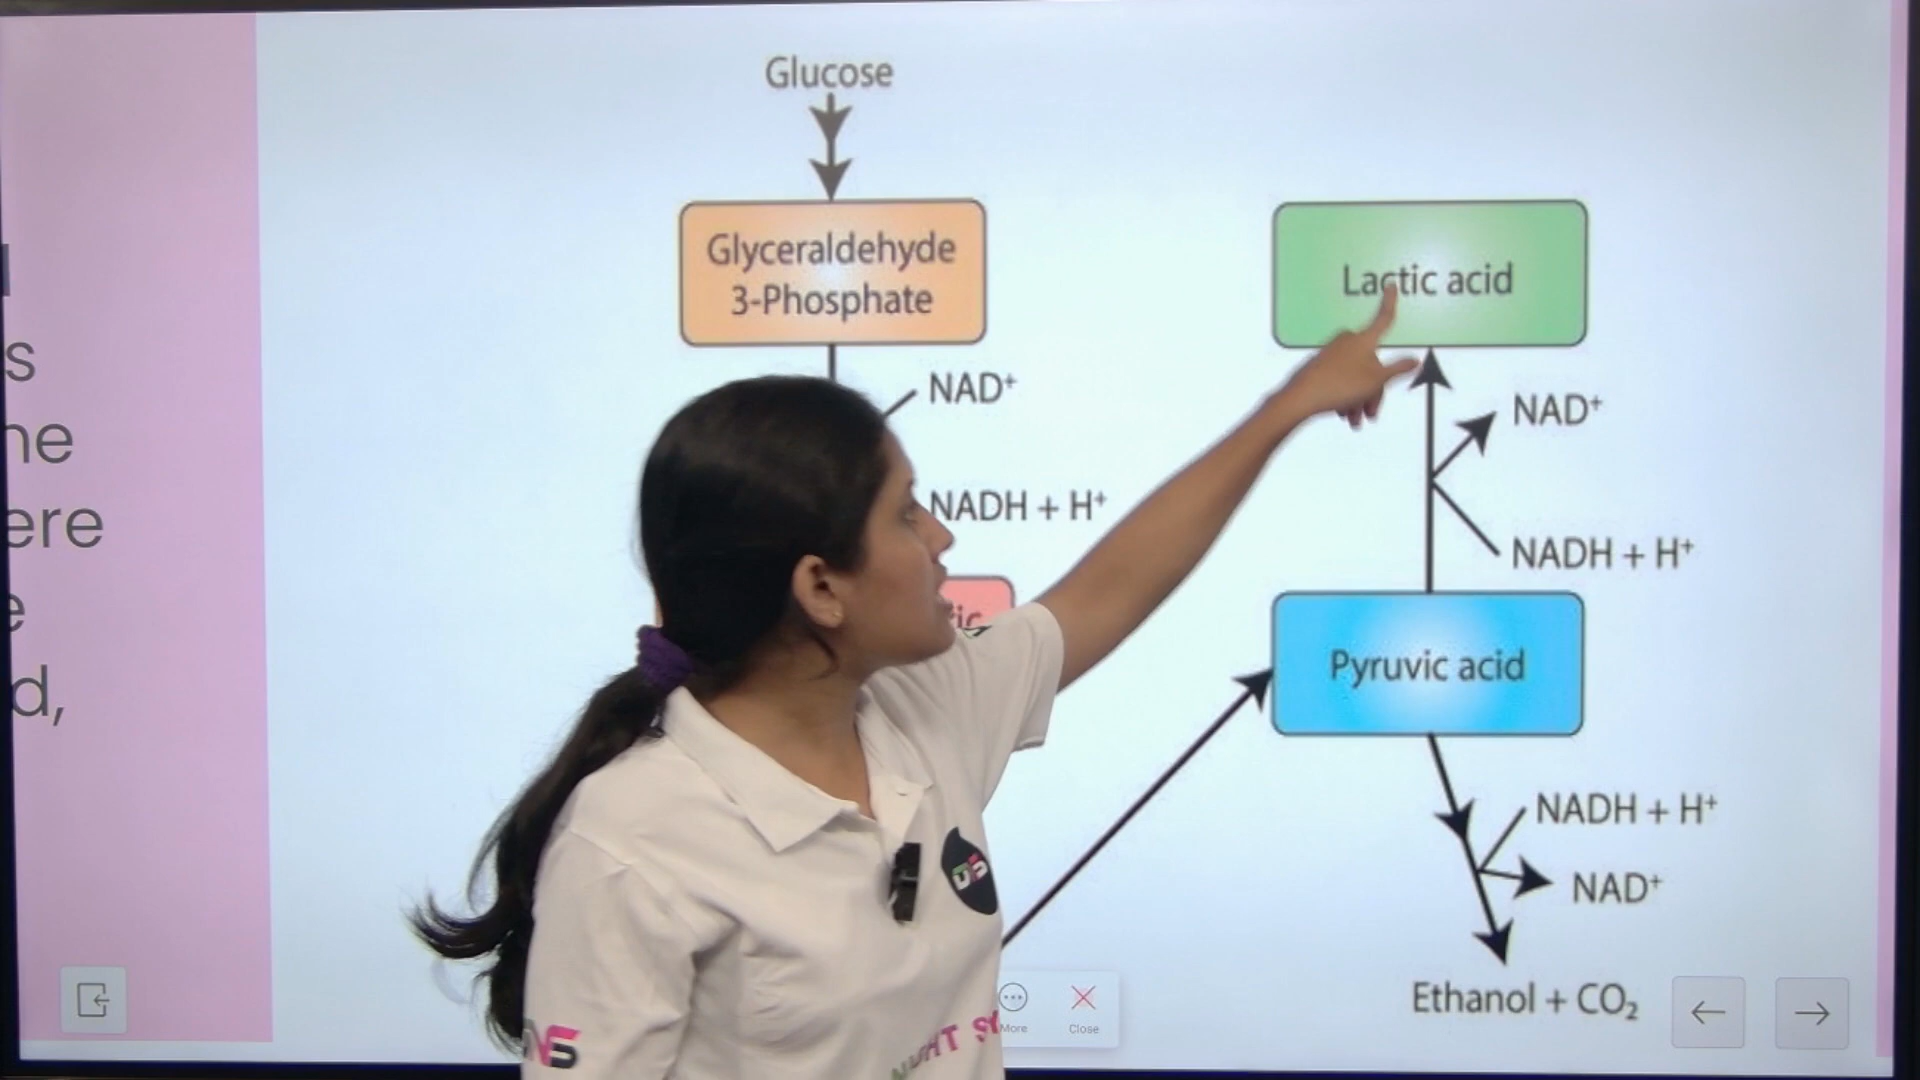 Glucose
Glyceraldehyde
3-Phosphate
NAD⁺
NADH + H⁺
Lactic acid
NAD⁺
NADH + H⁺
Pyruvic acid
NADH + H⁺
NAD⁺
Ethanol + CO₂
s
ere
d,
More
Close